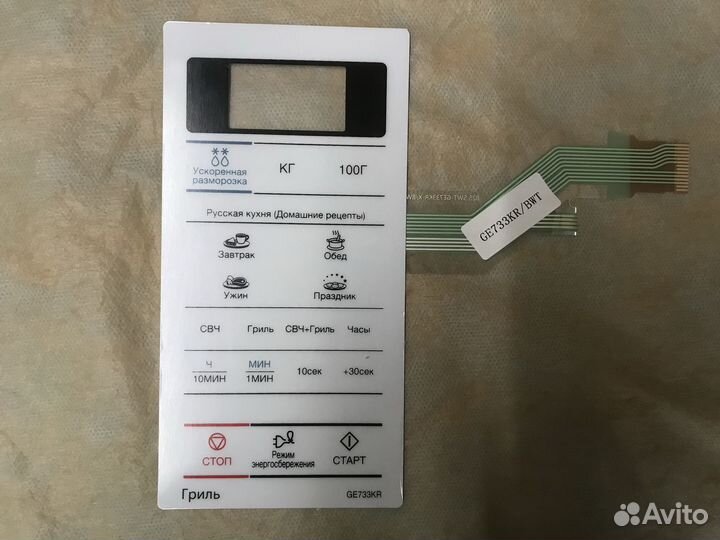 Ускоренная
разморозка
КГ
100Г
Русская кухня (Домашние рецепты)
Завтрак
Обед
Ужин
Праздник
СВЧ
Гриль
СВЧ+Гриль
Часы
Ч
10МИН
МИН
1МИН
10сек
+30сек
СТОП
Режим
энергосбережения
СТАРТ
Гриль
GE733KR
GE733KR/BWT
Avito